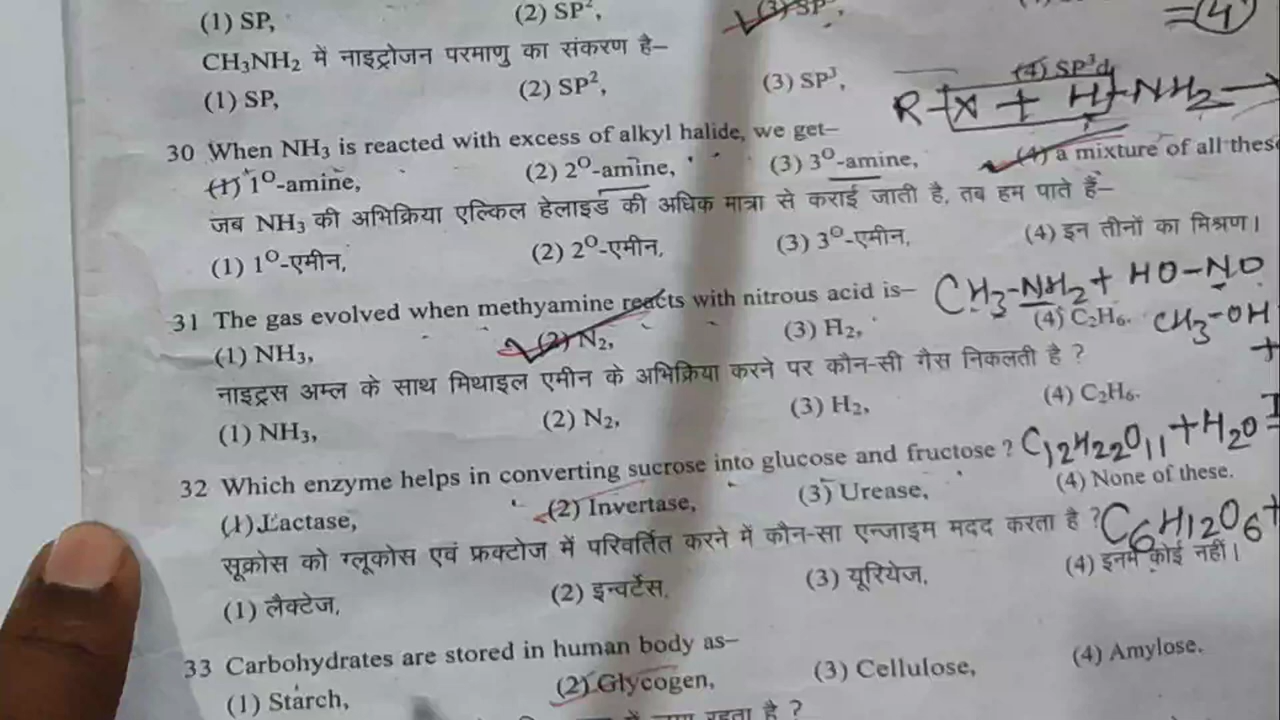 (1) SP, (2) SP², (3) SP³,
CH₃NH₂ में नाइट्रोजन परमाणु का संकरण है–
(1) SP, (2) SP², (3) SP³, (4) SP³d
R-X + H-NH₂ →
=④
30 When NH₃ is reacted with excess of alkyl halide, we get–
(1) 1⁰-amine, (2) 2⁰-amine, (3) 3⁰-amine, (4) a mixture of all these
जब NH₃ की अभिक्रिया एल्किल हेलाइड की अधिक मात्रा से कराई जाती है, तब हम पाते हैं–
(1) 1⁰-एमीन, (2) 2⁰-एमीन, (3) 3⁰-एमीन, (4) इन तीनों का मिश्रण।
31 The gas evolved when methyamine reacts with nitrous acid is– CH₃-NH₂ + HO-NO
(1) NH₃, (2) N₂, (3) H₂, (4) C₂H₆. CH₃-OH +
नाइट्रस अम्ल के साथ मिथाइल एमीन के अभिक्रिया करने पर कौन-सी गैस निकलती है ?
(1) NH₃, (2) N₂, (3) H₂, (4) C₂H₆.
32 Which enzyme helps in converting sucrose into glucose and fructose ? C₁₂H₂₂O₁₁ + H₂O
(1) Lactase, (2) Invertase, (3) Urease, (4) None of these.
सूक्रोस को ग्लूकोस एवं फ्रक्टोज में परिवर्तित करने में कौन-सा एन्जाइम मदद करता है ? C₆H₁₂O₆ +
(1) लैक्टेज, (2) इन्वर्टेस, (3) यूरियेज, (4) इनमें कोई नहीं।
33 Carbohydrates are stored in human body as–
(1) Starch, (2) Glycogen, (3) Cellulose, (4) Amylose.
में रहता है ?